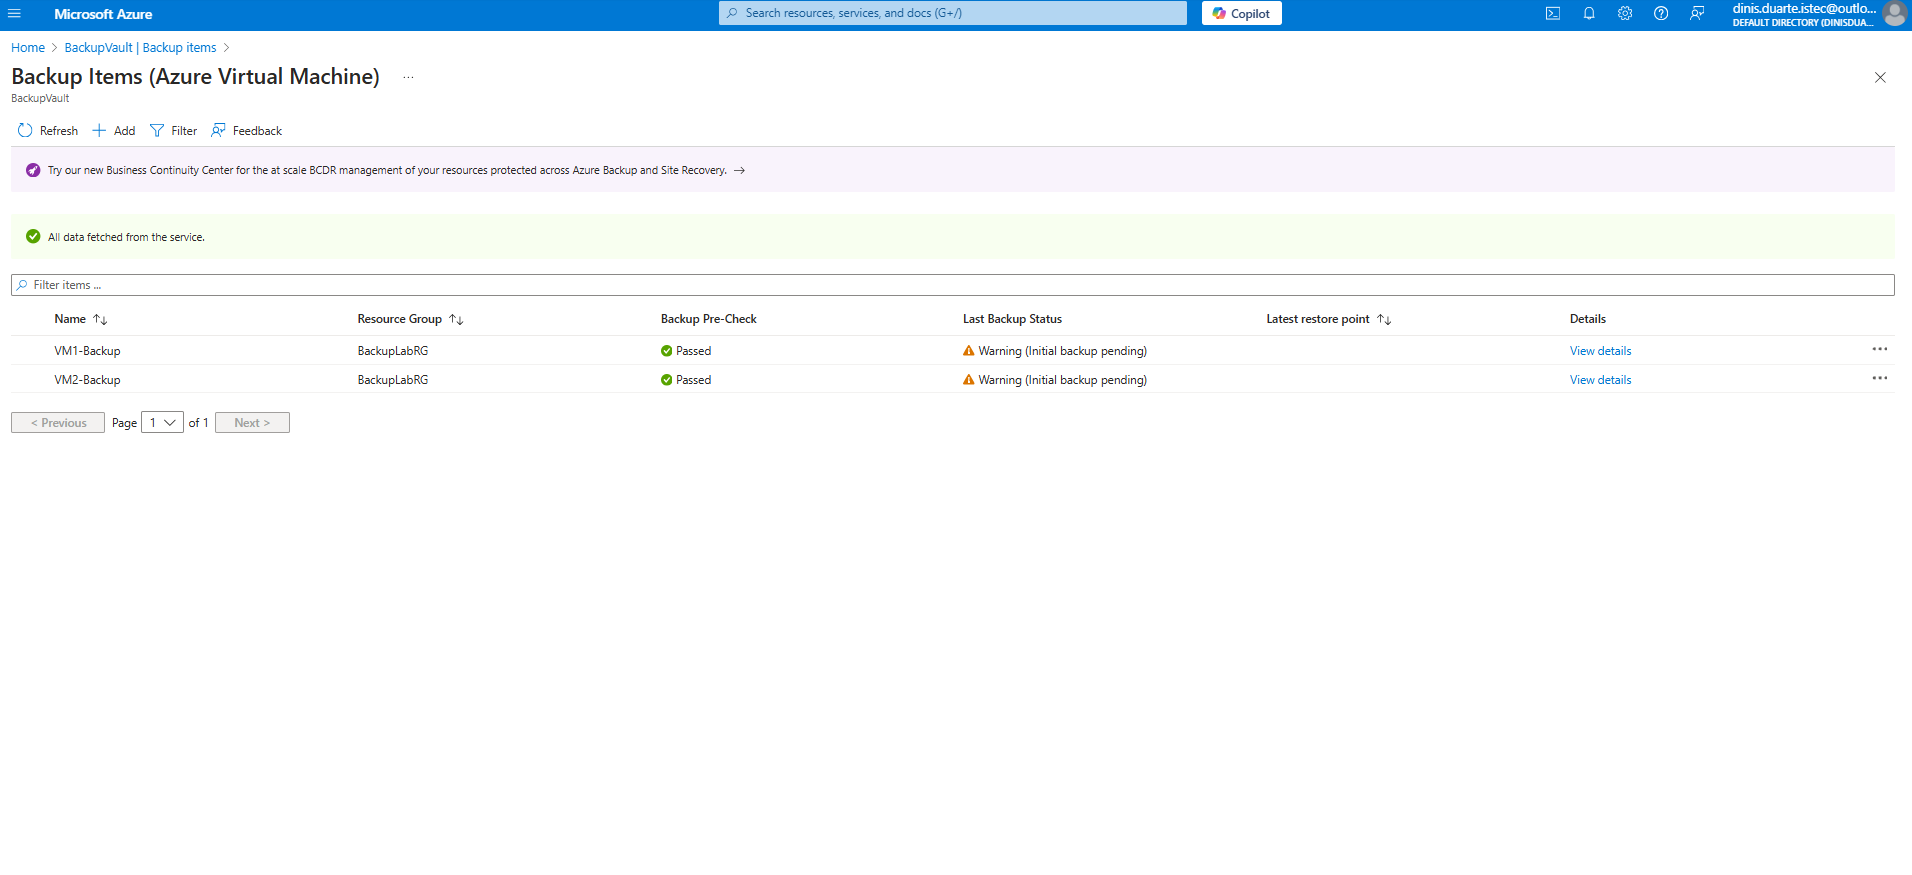 Microsoft Azure
Search resources, services, and docs (G+/)
Copilot
dinis.duarte.istec@outlo...
DEFAULT DIRECTORY (DINISDUA...
Home > BackupVault | Backup items >
Backup Items (Azure Virtual Machine) ...
BackupVault
Refresh + Add Filter Feedback
Try our new Business Continuity Center for the at scale BCDR management of your resources protected across Azure Backup and Site Recovery. →
All data fetched from the service.
Filter items ...
Name ↑↓ Resource Group ↑↓ Backup Pre-Check Last Backup Status Latest restore point ↑↓ Details
VM1-Backup BackupLabRG Passed Warning (Initial backup pending) View details ...
VM2-Backup BackupLabRG Passed Warning (Initial backup pending) View details ...
< Previous Page 1 of 1 Next >